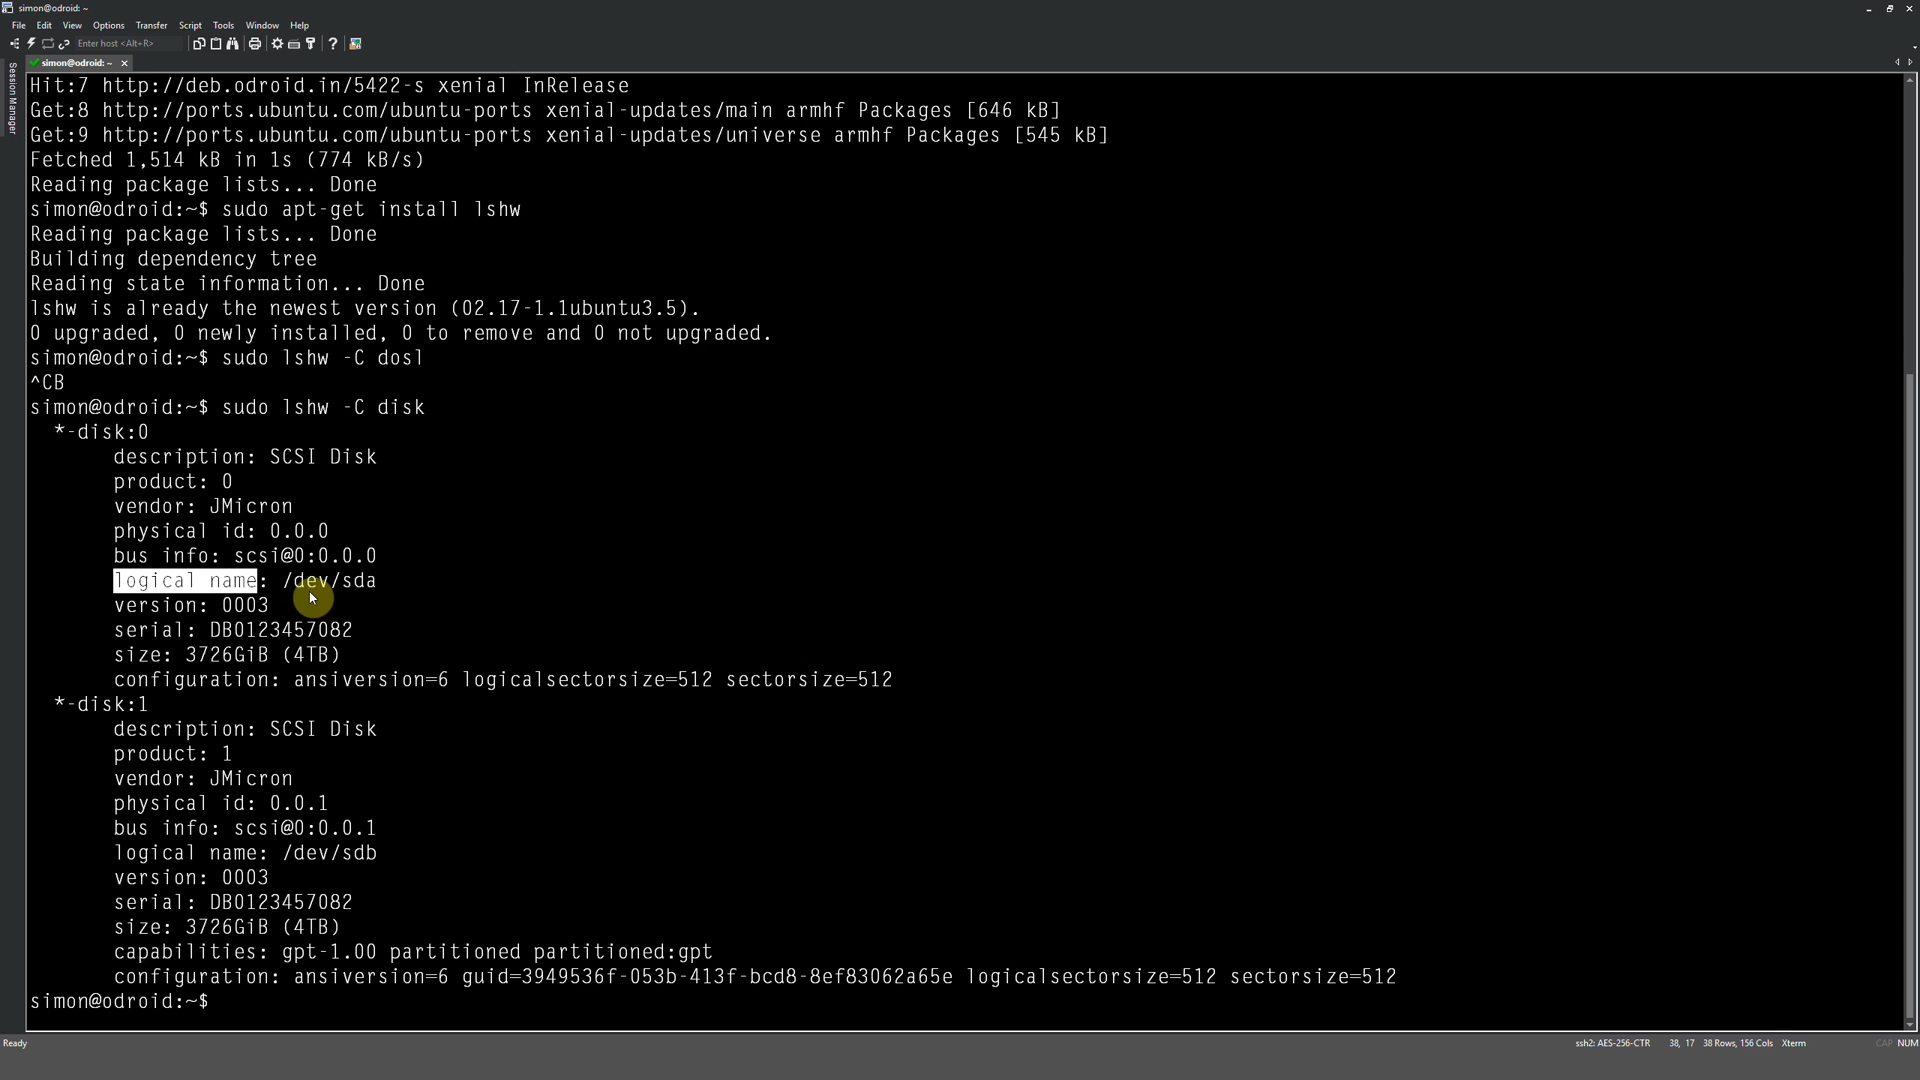 simon@odroid: ~
File Edit View Options Transfer Script Tools Window Help
Enter host <Alt+R>
simon@odroid: ~
Session Manager
Hit:7 http://deb.odroid.in/5422-s xenial InRelease
Get:8 http://ports.ubuntu.com/ubuntu-ports xenial-updates/main armhf Packages [646 kB]
Get:9 http://ports.ubuntu.com/ubuntu-ports xenial-updates/universe armhf Packages [545 kB]
Fetched 1,514 kB in 1s (774 kB/s)
Reading package lists... Done
simon@odroid:~$ sudo apt-get install lshw
Reading package lists... Done
Building dependency tree
Reading state information... Done
lshw is already the newest version (02.17-1.1ubuntu3.5).
0 upgraded, 0 newly installed, 0 to remove and 0 not upgraded.
simon@odroid:~$ sudo lshw -C dosl
^CB
simon@odroid:~$ sudo lshw -C disk
*-disk:0
description: SCSI Disk
product: 0
vendor: JMicron
physical id: 0.0.0
bus info: scsi@0:0.0.0
logical name: /dev/sda
version: 0003
serial: DB0123457082
size: 3726GiB (4TB)
configuration: ansiversion=6 logicalsectorsize=512 sectorsize=512
*-disk:1
description: SCSI Disk
product: 1
vendor: JMicron
physical id: 0.0.1
bus info: scsi@0:0.0.1
logical name: /dev/sdb
version: 0003
serial: DB0123457082
size: 3726GiB (4TB)
capabilities: gpt-1.00 partitioned partitioned:gpt
configuration: ansiversion=6 guid=3949536f-053b-413f-bcd8-8ef83062a65e logicalsectorsize=512 sectorsize=512
simon@odroid:~$
Ready ssh2: AES-256-CTR 38, 17 38 Rows, 156 Cols Xterm CAP NUM